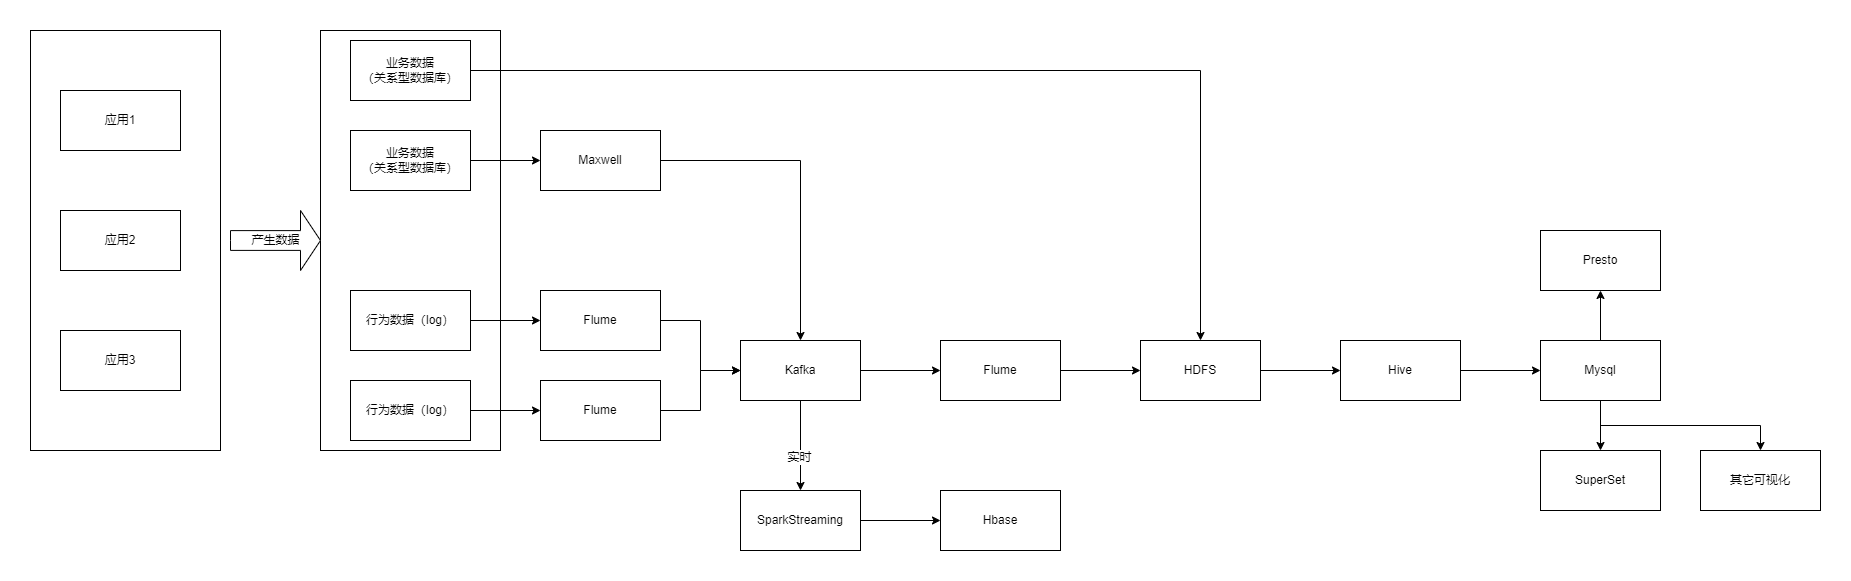 应用1
应用2
应用3
产生数据
业务数据
（关系型数据库）
业务数据
（关系型数据库）
行为数据（log）
行为数据（log）
Maxwell
Flume
Flume
Kafka
Flume
HDFS
Hive
Mysql
Presto
SuperSet
其它可视化
实时
SparkStreaming
Hbase